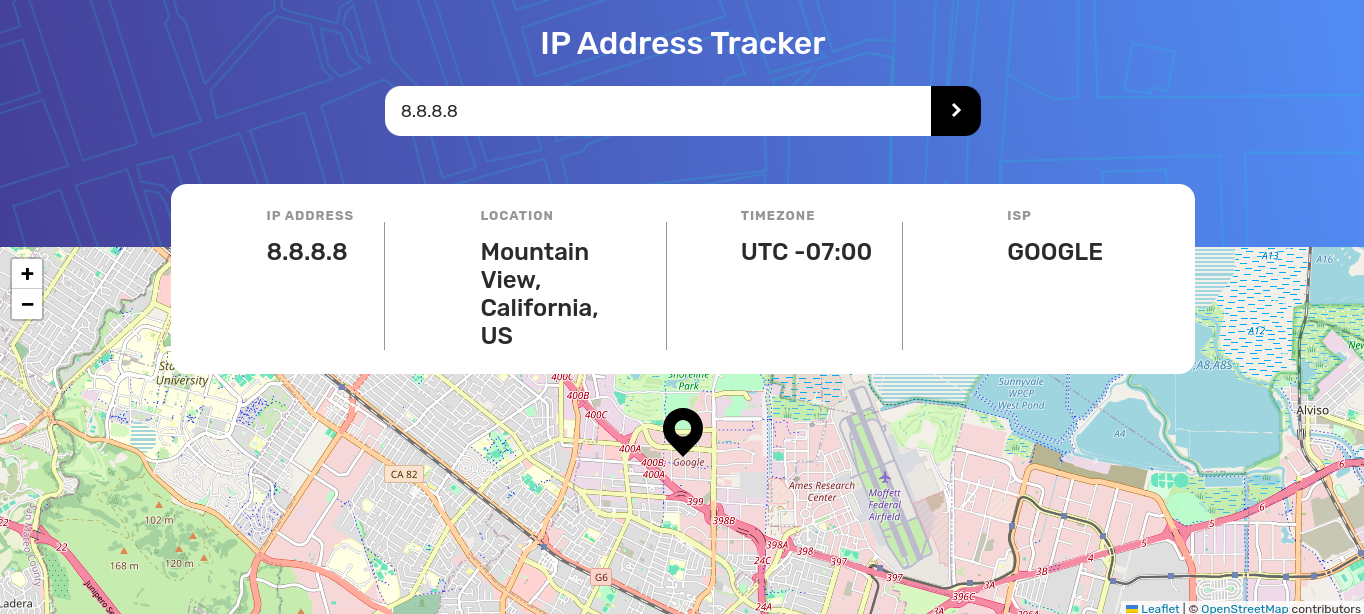 IP Address Tracker
8.8.8.8
IP ADDRESS
8.8.8.8
LOCATION
Mountain
View,
California,
US
TIMEZONE
UTC -07:00
ISP
GOOGLE
+
−
A13
A16
A12
A8,A8S
New
University
Shoreline
Park
Sunnyvale
WPCP
West Pond
A4
Alviso
400C
400B
400C
400A
400B;
400A
Google
399
398B
398A
398
397
397
24C
24A
CA 82
G6
Ames Research
Center
Moffett
Federal
Airfield
102 m
168 m
120 m
22
22
Junipero Se
Ladera
3A
3B
4
5
5
6
6
396C
396A
Leaflet | © OpenStreetMap contributors